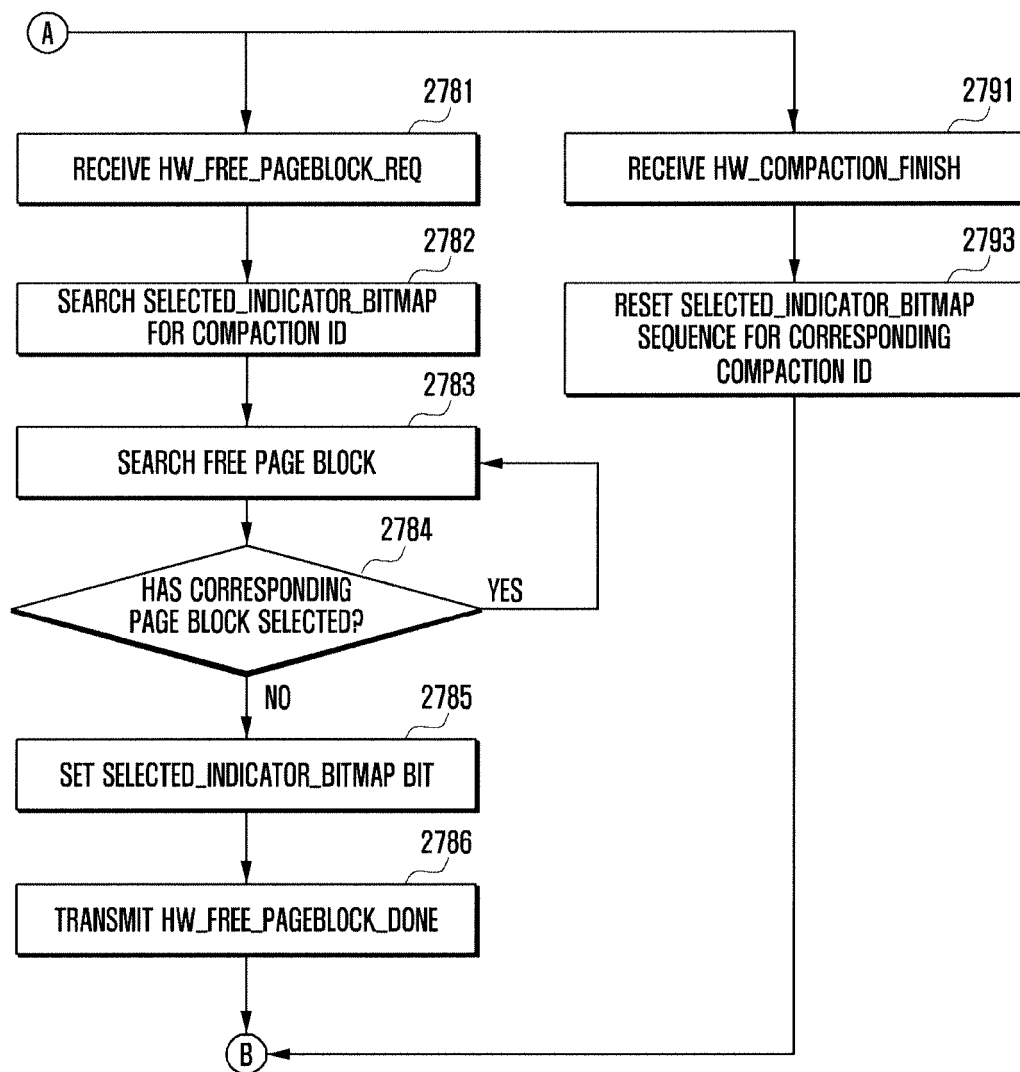 A
2781
RECEIVE HW_FREE_PAGEBLOCK_REQ
2782
SEARCH SELECTED_INDICATOR_BITMAP
FOR COMPACTION ID
2783
SEARCH FREE PAGE BLOCK
2784
HAS CORRESPONDING
PAGE BLOCK SELECTED?
YES
NO
2785
SET SELECTED_INDICATOR_BITMAP BIT
2786
TRANSMIT HW_FREE_PAGEBLOCK_DONE
B
2791
RECEIVE HW_COMPACTION_FINISH
2793
RESET SELECTED_INDICATOR_BITMAP
SEQUENCE FOR CORRESPONDING
COMPACTION ID